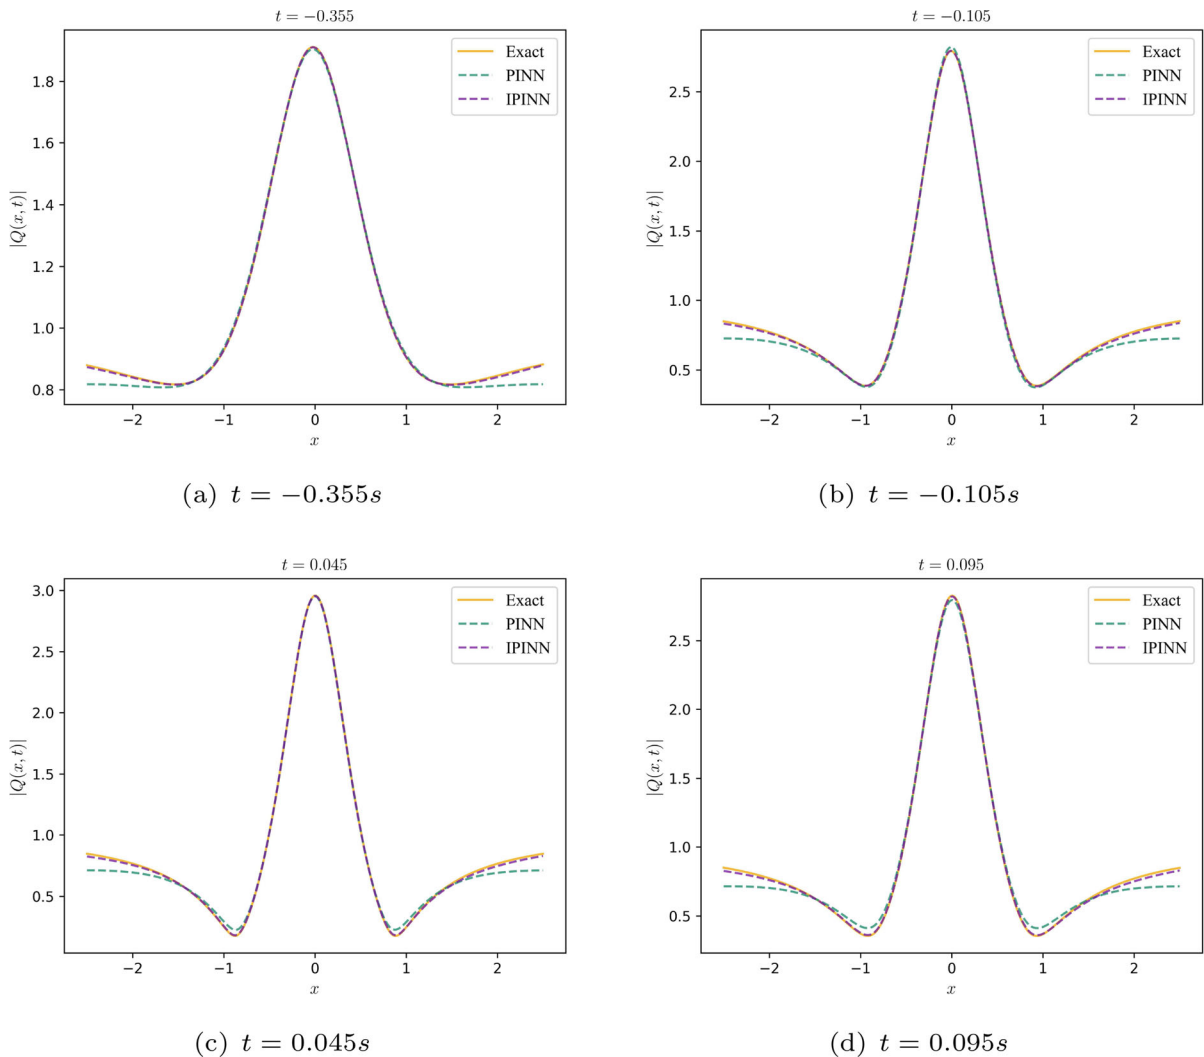 t = −0.355
|Q(x, t)|
1.8
1.6
1.4
1.2
1.0
0.8
Exact
PINN
IPINN
−2 −1 0 1 2
x
(a) t = −0.355s
t = −0.105
|Q(x, t)|
2.5
2.0
1.5
1.0
0.5
Exact
PINN
IPINN
−2 −1 0 1 2
x
(b) t = −0.105s
t = 0.045
|Q(x, t)|
3.0
2.5
2.0
1.5
1.0
0.5
Exact
PINN
IPINN
−2 −1 0 1 2
x
(c) t = 0.045s
t = 0.095
|Q(x, t)|
2.5
2.0
1.5
1.0
0.5
Exact
PINN
IPINN
−2 −1 0 1 2
x
(d) t = 0.095s